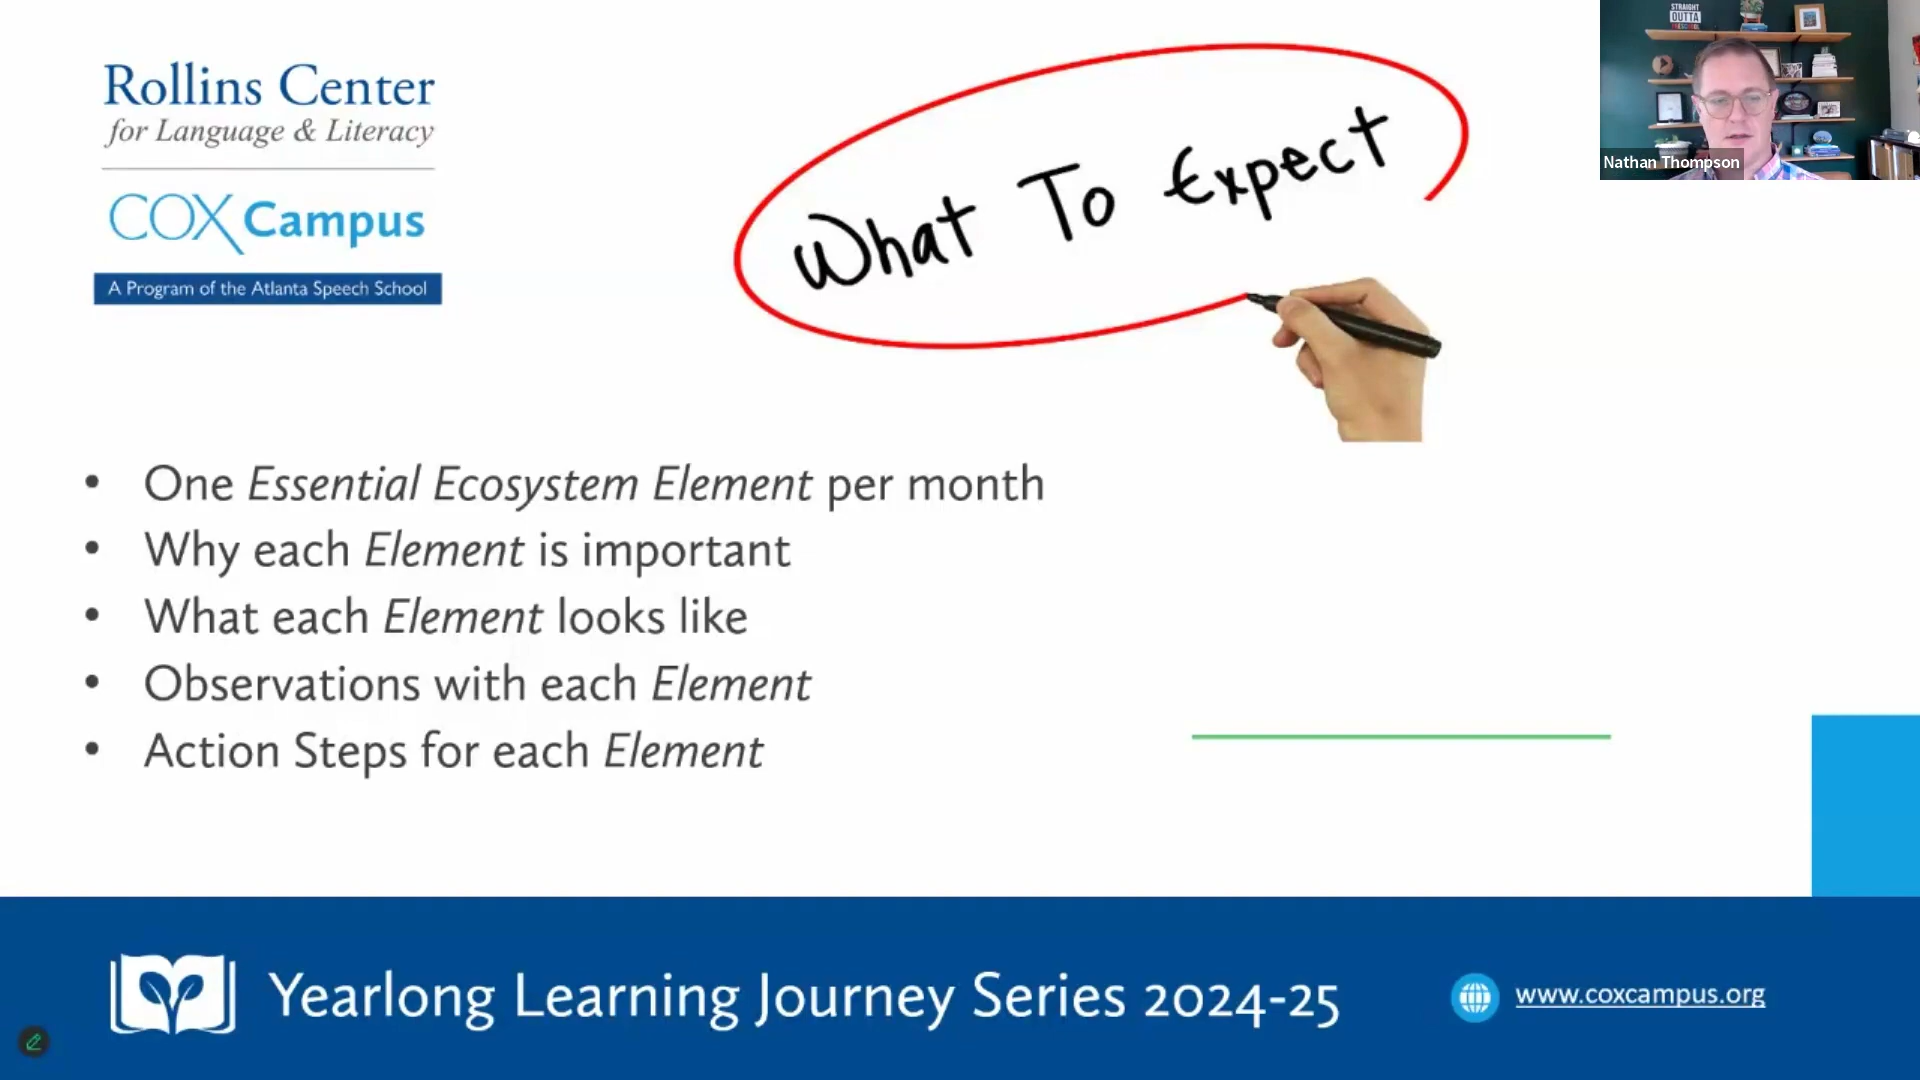 Rollins Center
for Language & Literacy
COX Campus
A Program of the Atlanta Speech School
What To Expect
STRAIGHT
OUTTA
Nathan Thompson
• One Essential Ecosystem Element per month
• Why each Element is important
• What each Element looks like
• Observations with each Element
• Action Steps for each Element
Yearlong Learning Journey Series 2024-25
www.coxcampus.org